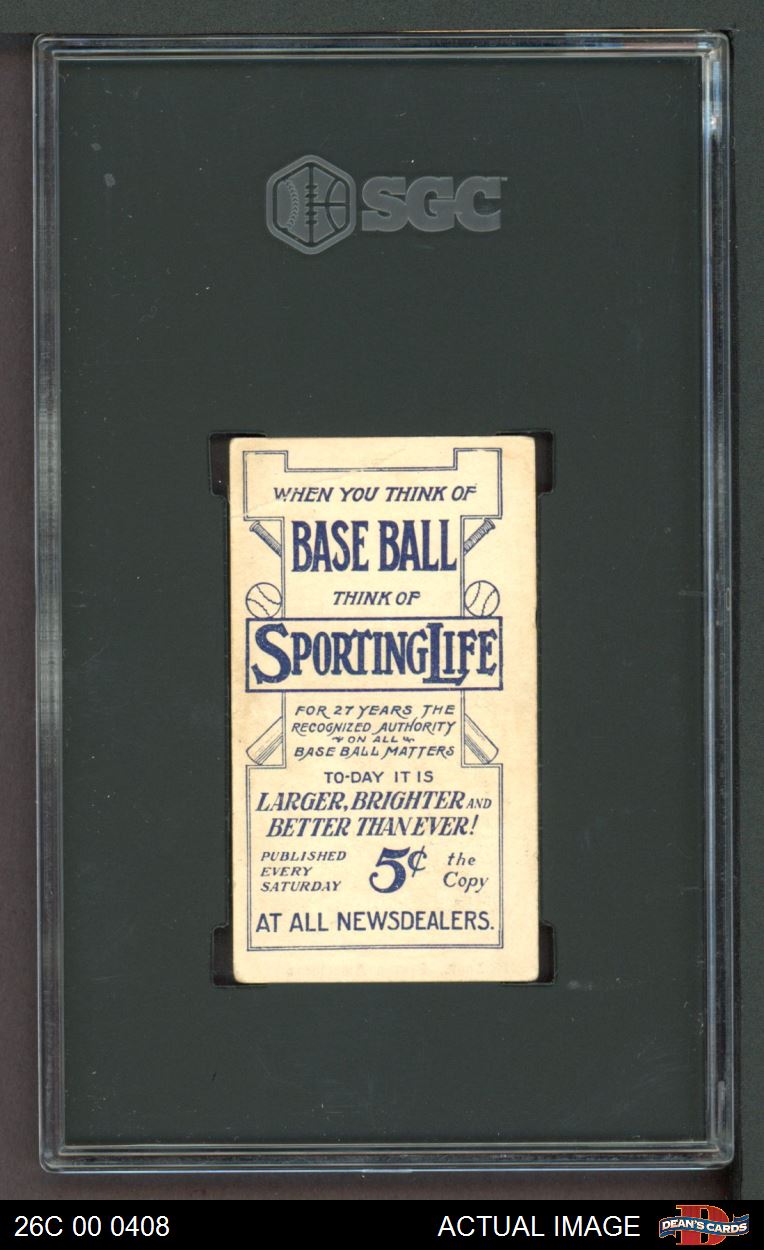 SGC
WHEN YOU THINK OF
BASE BALL
THINK OF
SPORTING LIFE
FOR 27 YEARS THE
RECOGNIZED AUTHORITY
ON ALL
BASE BALL MATTERS
TO-DAY IT IS
LARGER, BRIGHTER AND
BETTER THAN EVER!
PUBLISHED
EVERY
SATURDAY
5¢
the
Copy
AT ALL NEWSDEALERS.
26C 00 0408
ACTUAL IMAGE
DEAN'S CARDS